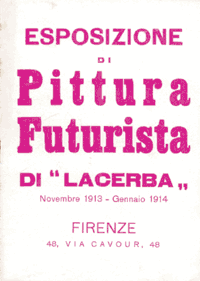 ESPOSIZIONE
DI
Pittura
Futurista
DI “ LACERBA „
Novembre 1913 - Gennaio 1914
FIRENZE
48, VIA CAVOUR, 48